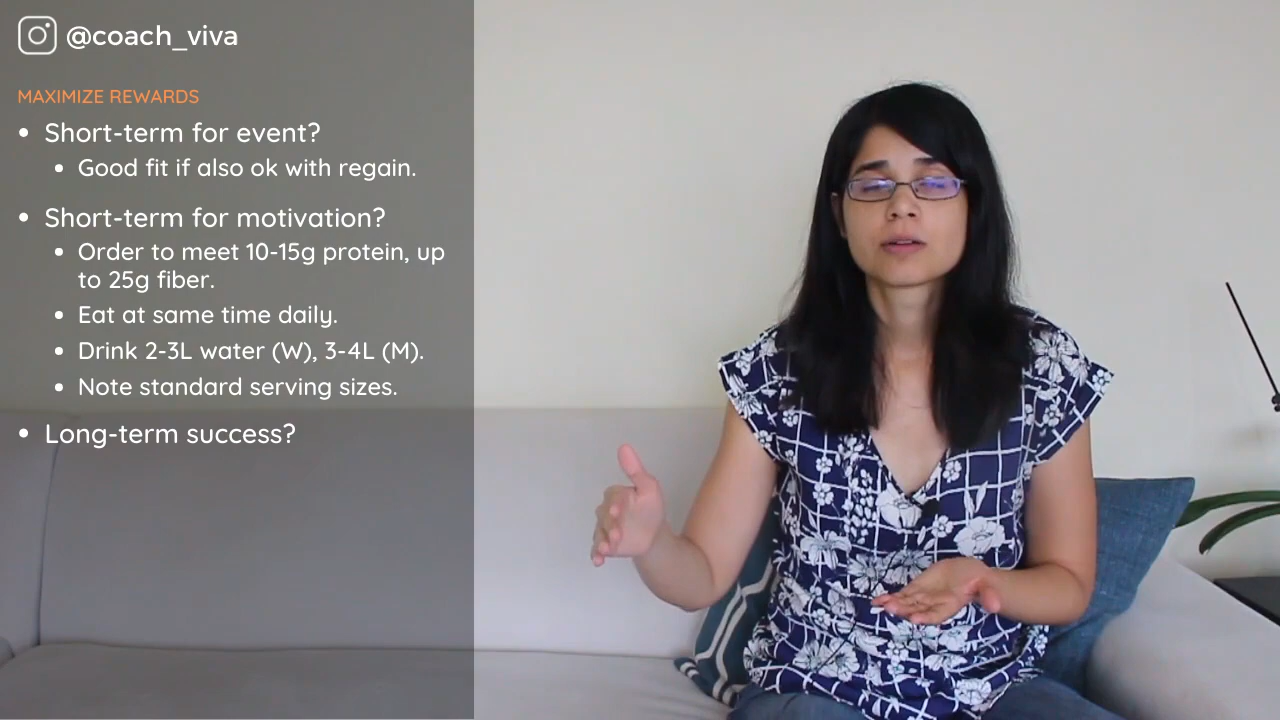 @coach_viva
MAXIMIZE REWARDS
• Short-term for event?
• Good fit if also ok with regain.
• Short-term for motivation?
• Order to meet 10-15g protein, up
to 25g fiber.
• Eat at same time daily.
• Drink 2-3L water (W), 3-4L (M).
• Note standard serving sizes.
• Long-term success?